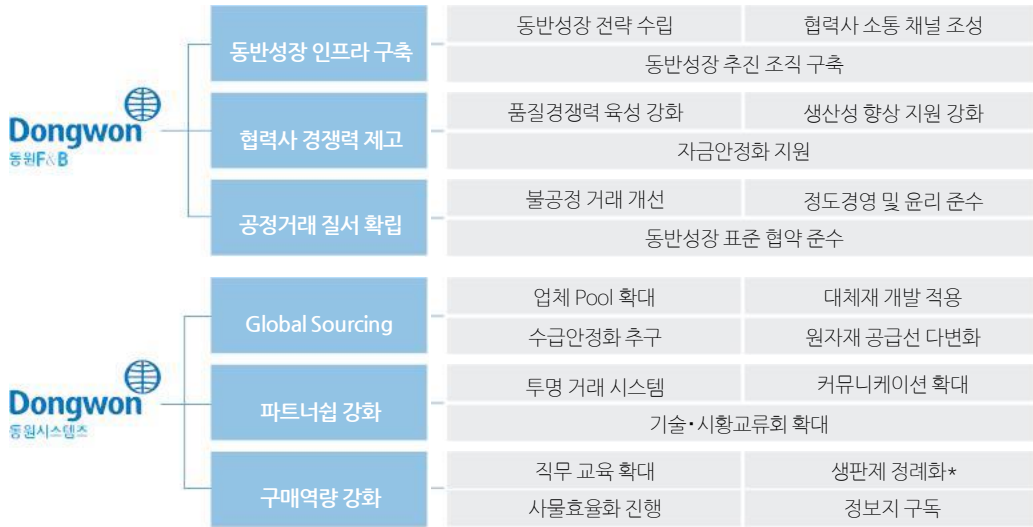 Dongwon
동원F&B
동반성장 인프라 구축
동반성장 전략 수립
협력사 소통 채널 조성
동반성장 추진 조직 구축
협력사 경쟁력 제고
품질경쟁력 육성 강화
생산성 향상 지원 강화
자금안정화 지원
공정거래 질서 확립
불공정 거래 개선
정도경영 및 윤리 준수
동반성장 표준 협약 준수
Dongwon
동원시스템즈
Global Sourcing
업체 Pool 확대
대체재 개발 적용
수급안정화 추구
원자재 공급선 다변화
파트너쉽 강화
투명 거래 시스템
커뮤니케이션 확대
기술•시황교류회 확대
구매역량 강화
직무 교육 확대
생판제 정례화*
사물효율화 진행
정보지 구독